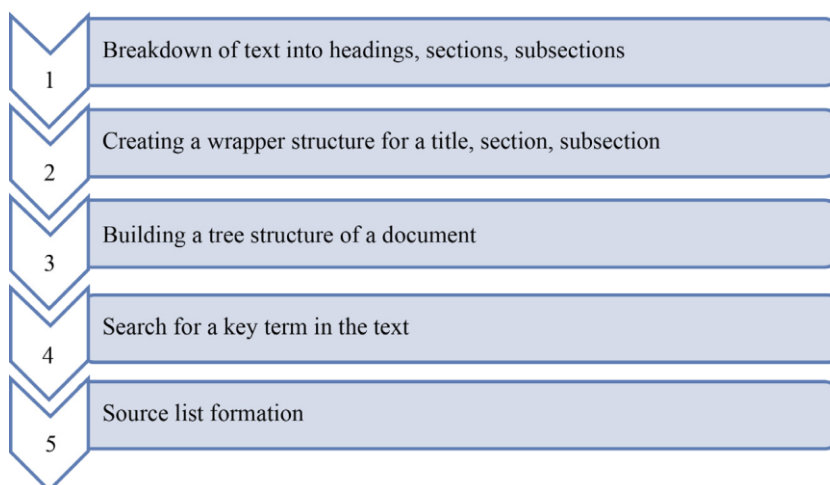 1
Breakdown of text into headings, sections, subsections
2
Creating a wrapper structure for a title, section, subsection
3
Building a tree structure of a document
4
Search for a key term in the text
5
Source list formation